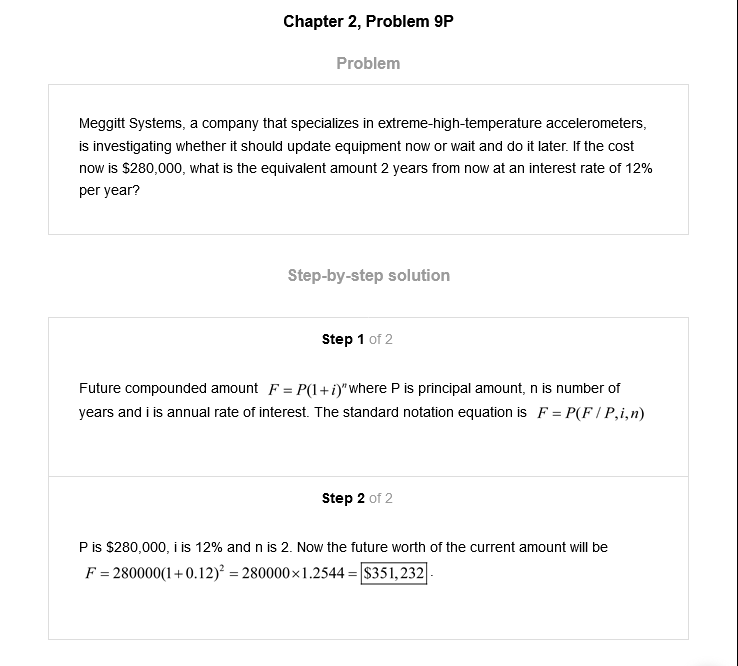 Chapter 2, Problem 9P
Problem
Meggitt Systems, a company that specializes in extreme-high-temperature accelerometers,
is investigating whether it should update equipment now or wait and do it later. If the cost
now is $280,000, what is the equivalent amount 2 years from now at an interest rate of 12%
per year?
Step-by-step solution
Step 1 of 2
Future compounded amount F = P(1+i)ⁿ where P is principal amount, n is number of
years and i is annual rate of interest. The standard notation equation is F = P(F / P,i,n)
Step 2 of 2
P is $280,000, i is 12% and n is 2. Now the future worth of the current amount will be
F = 280000(1+0.12)² = 280000×1.2544 = $351,232.